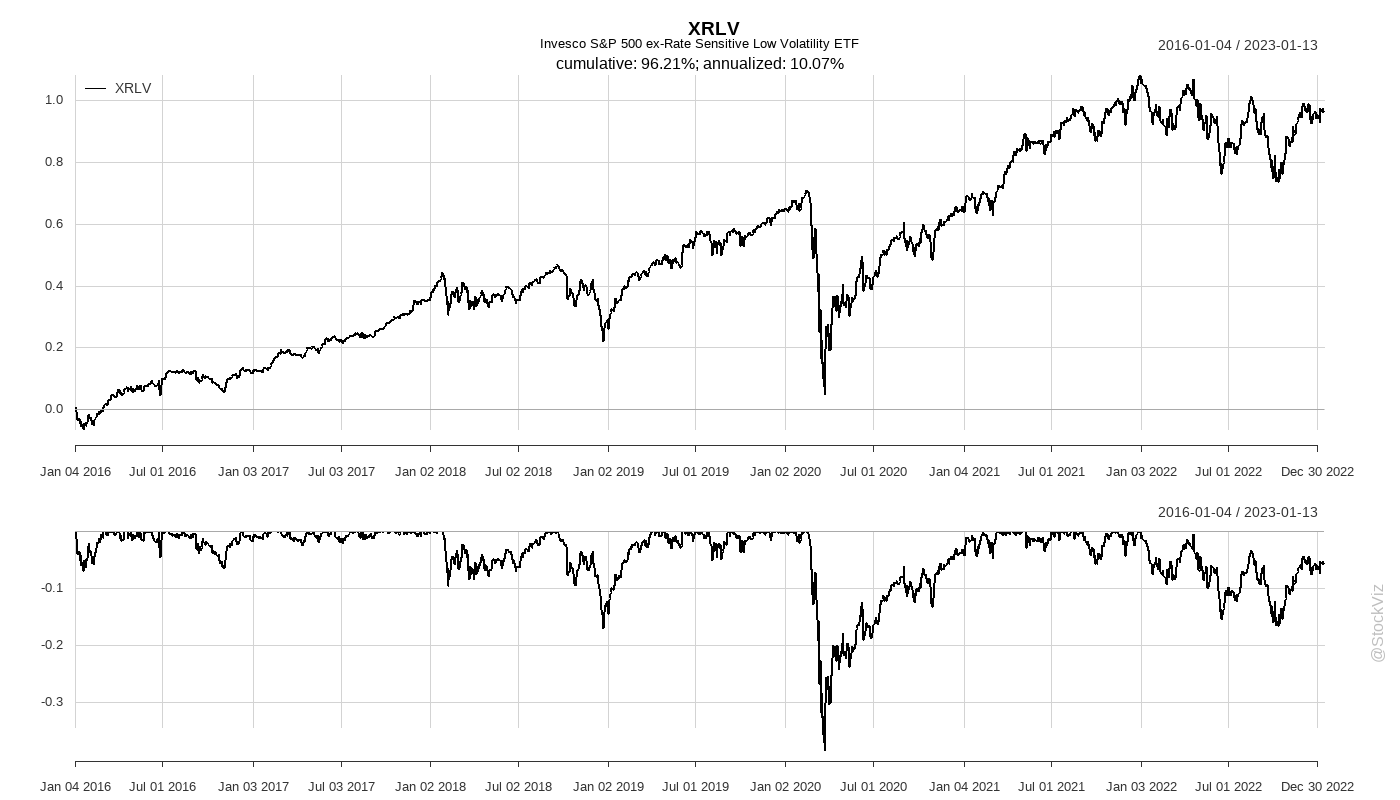 XRLV
Invesco S&P 500 ex-Rate Sensitive Low Volatility ETF
2016-01-04 / 2023-01-13
cumulative: 96.21%; annualized: 10.07%
XRLV
1.0
0.8
0.6
0.4
0.2
0.0
Jan 04 2016 Jul 01 2016 Jan 03 2017 Jul 03 2017 Jan 02 2018 Jul 02 2018 Jan 02 2019 Jul 01 2019 Jan 02 2020 Jul 01 2020 Jan 04 2021 Jul 01 2021 Jan 03 2022 Jul 01 2022 Dec 30 2022
2016-01-04 / 2023-01-13
-0.1
-0.2
-0.3
Jan 04 2016 Jul 01 2016 Jan 03 2017 Jul 03 2017 Jan 02 2018 Jul 02 2018 Jan 02 2019 Jul 01 2019 Jan 02 2020 Jul 01 2020 Jan 04 2021 Jul 01 2021 Jan 03 2022 Jul 01 2022 Dec 30 2022
@StockViz